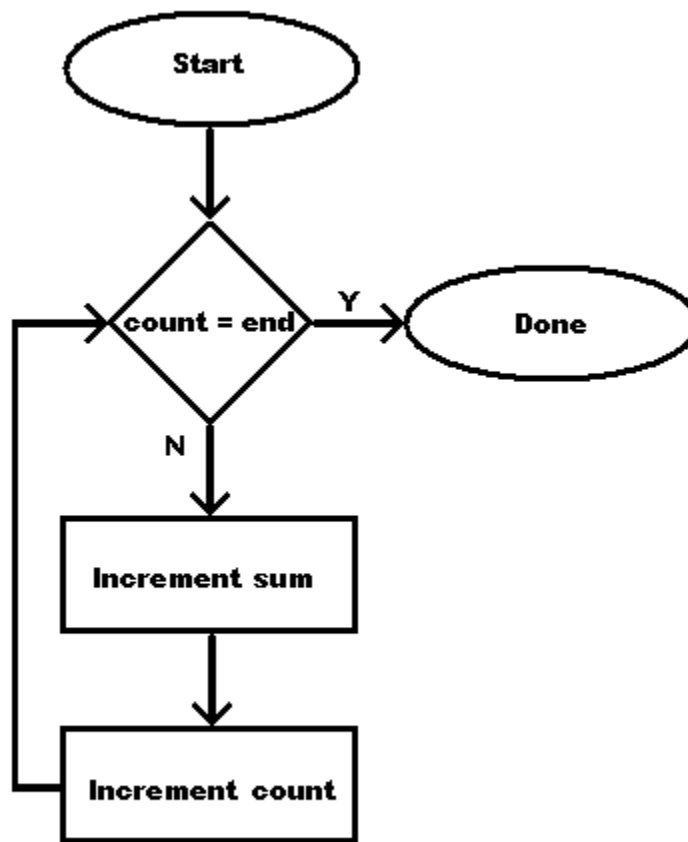 Start
count = end
Y
Done
N
Increment sum
Increment count